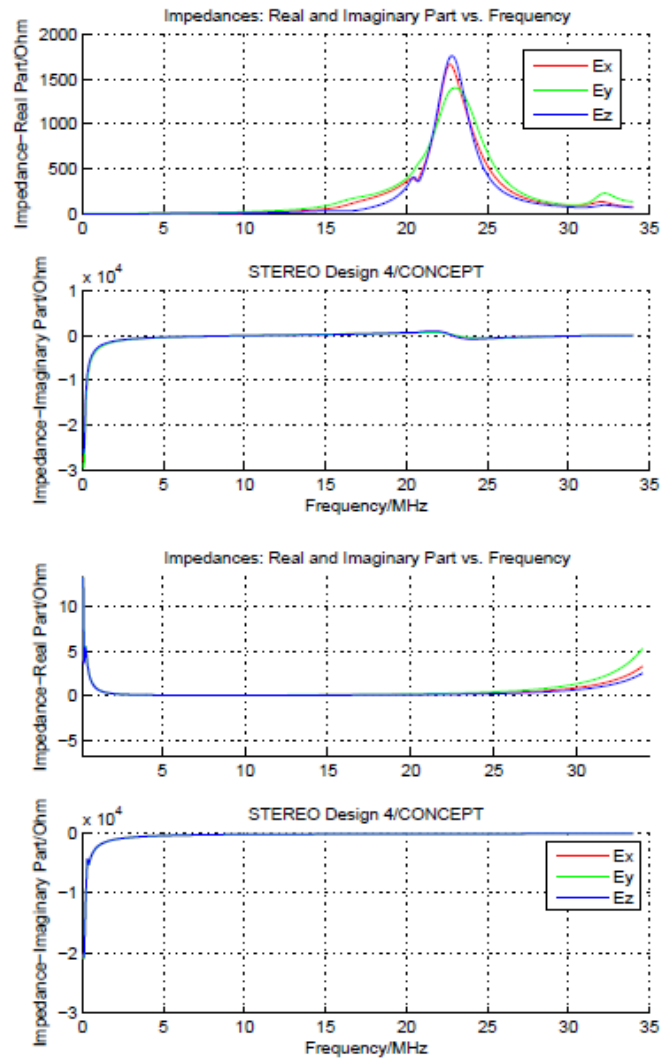 Impedances: Real and Imaginary Part vs. Frequency
Impedance−Real Part/Ohm
2000
1500
1000
500
0
Ex
Ey
Ez
0 5 10 15 20 25 30 35
x 10^4
STEREO Design 4/CONCEPT
Impedance−Imaginary Part/Ohm
1
0
−1
−2
−3
0 5 10 15 20 25 30 35
Frequency/MHz
Impedances: Real and Imaginary Part vs. Frequency
Impedance−Real Part/Ohm
10
5
0
−5
5 10 15 20 25 30
x 10^4
STEREO Design 4/CONCEPT
Impedance−Imaginary Part/Ohm
0
−1
−2
−3
Ex
Ey
Ez
0 5 10 15 20 25 30 35
Frequency/MHz